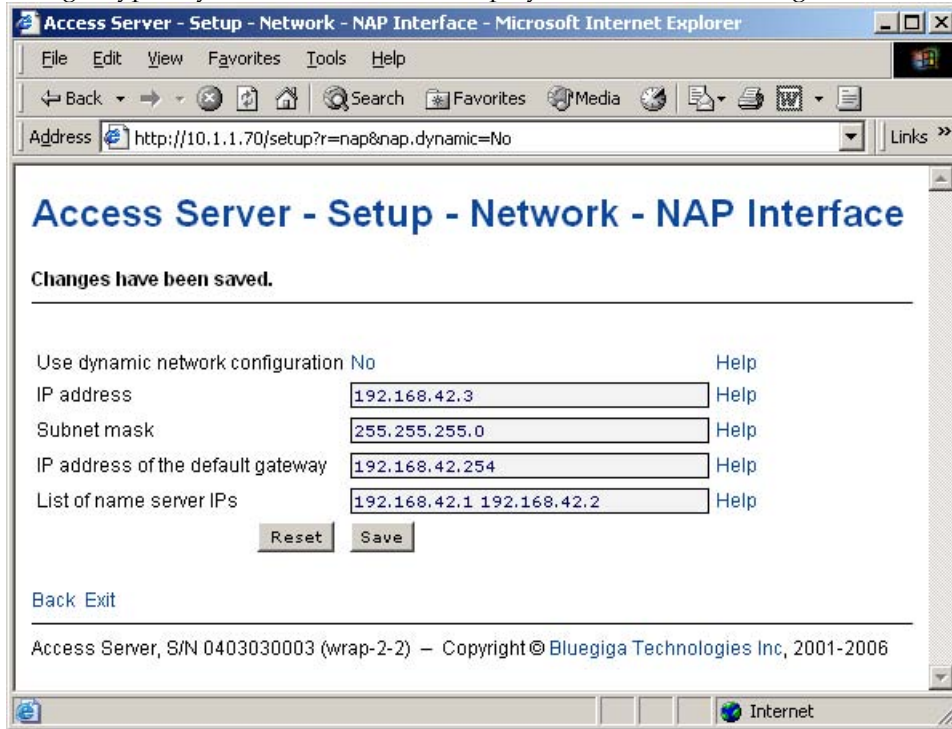 Access Server - Setup - Network - NAP Interface - Microsoft Internet Explorer
File Edit View Favorites Tools Help
Back Search Favorites Media
Address http://10.1.1.70/setup?r=nap&nap.dynamic=No Links »
Access Server - Setup - Network - NAP Interface
Changes have been saved.
Use dynamic network configuration No Help
IP address 192.168.42.3 Help
Subnet mask 255.255.255.0 Help
IP address of the default gateway 192.168.42.254 Help
List of name server IPs 192.168.42.1 192.168.42.2 Help
Reset Save
Back Exit
Access Server, S/N 0403030003 (wrap-2-2) – Copyright © Bluegiga Technologies Inc, 2001-2006
Internet